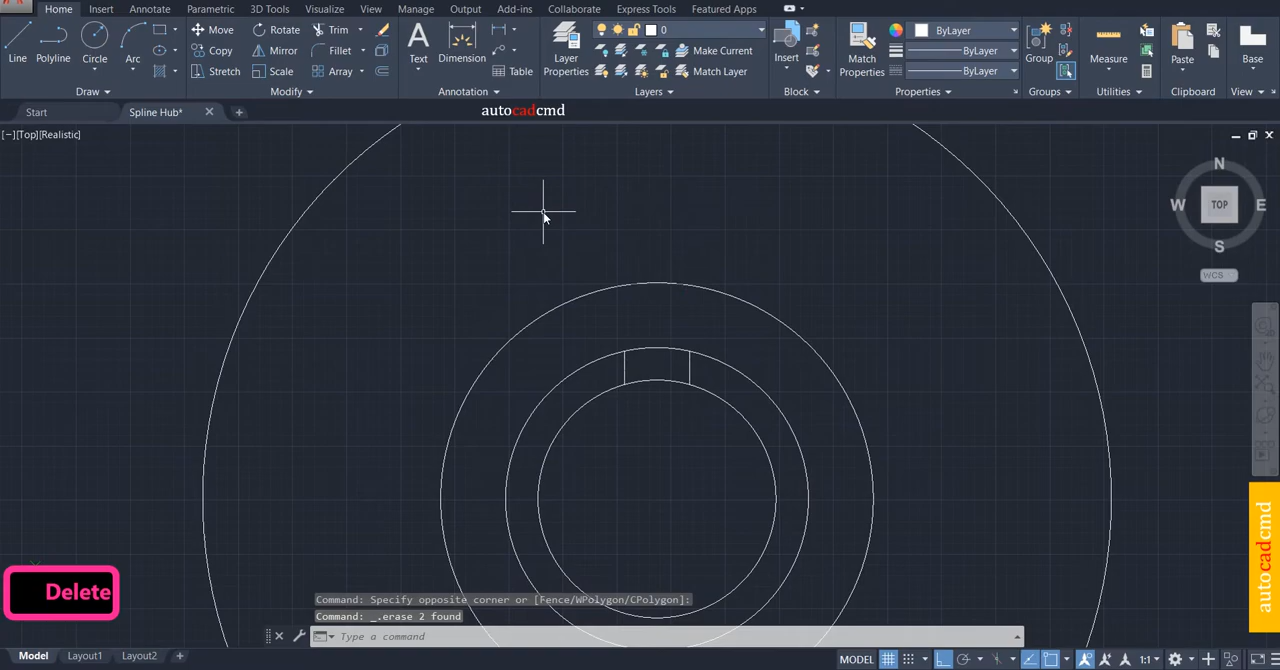 Home Insert Annotate Parametric 3D Tools Visualize View Manage Output Add-ins Collaborate Express Tools Featured Apps
Line Polyline Circle Arc
Move Rotate Trim
Copy Mirror Fillet
Stretch Scale Array
Text Dimension Table
Layer Properties
0
Make Current
Match Layer
Insert
Match Properties
ByLayer
ByLayer
ByLayer
Group Measure Paste Base
Draw Modify Annotation Layers Block Properties Groups Utilities Clipboard View
Start Spline Hub*
autocadcmd
[−][Top][Realistic]
N
W TOP E
S
WCS
autocadcmd
Delete
Command: Specify opposite corner or [Fence/WPolygon/CPolygon]:
Command: _.erase 2 found
Type a command
Model Layout1 Layout2
MODEL 1:1